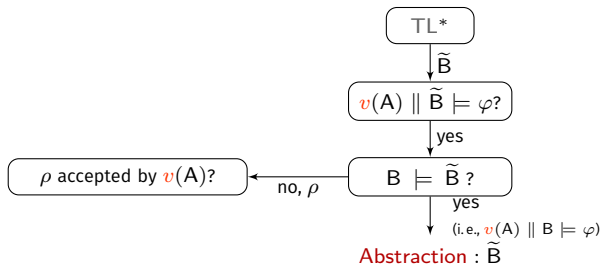 TL*
B̃
v(A) ∥ B̃ ⊨ φ?
yes
ρ accepted by v(A)?
no, ρ
B ⊨ B̃ ?
yes
(i.e., v(A) ∥ B ⊨ φ)
Abstraction : B̃